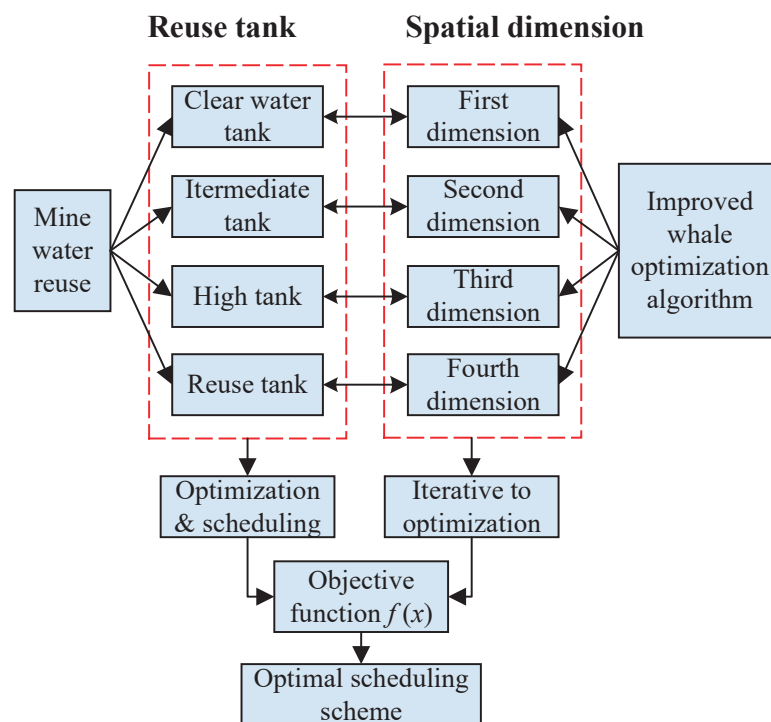 Reuse tank
Spatial dimension
Clear water
tank
First
dimension
Itermediate
tank
Second
dimension
Mine
water
reuse
Improved
whale
optimization
algorithm
High tank
Third
dimension
Reuse tank
Fourth
dimension
Optimization
& scheduling
Iterative to
optimization
Objective
function f (x)
Optimal scheduling
scheme